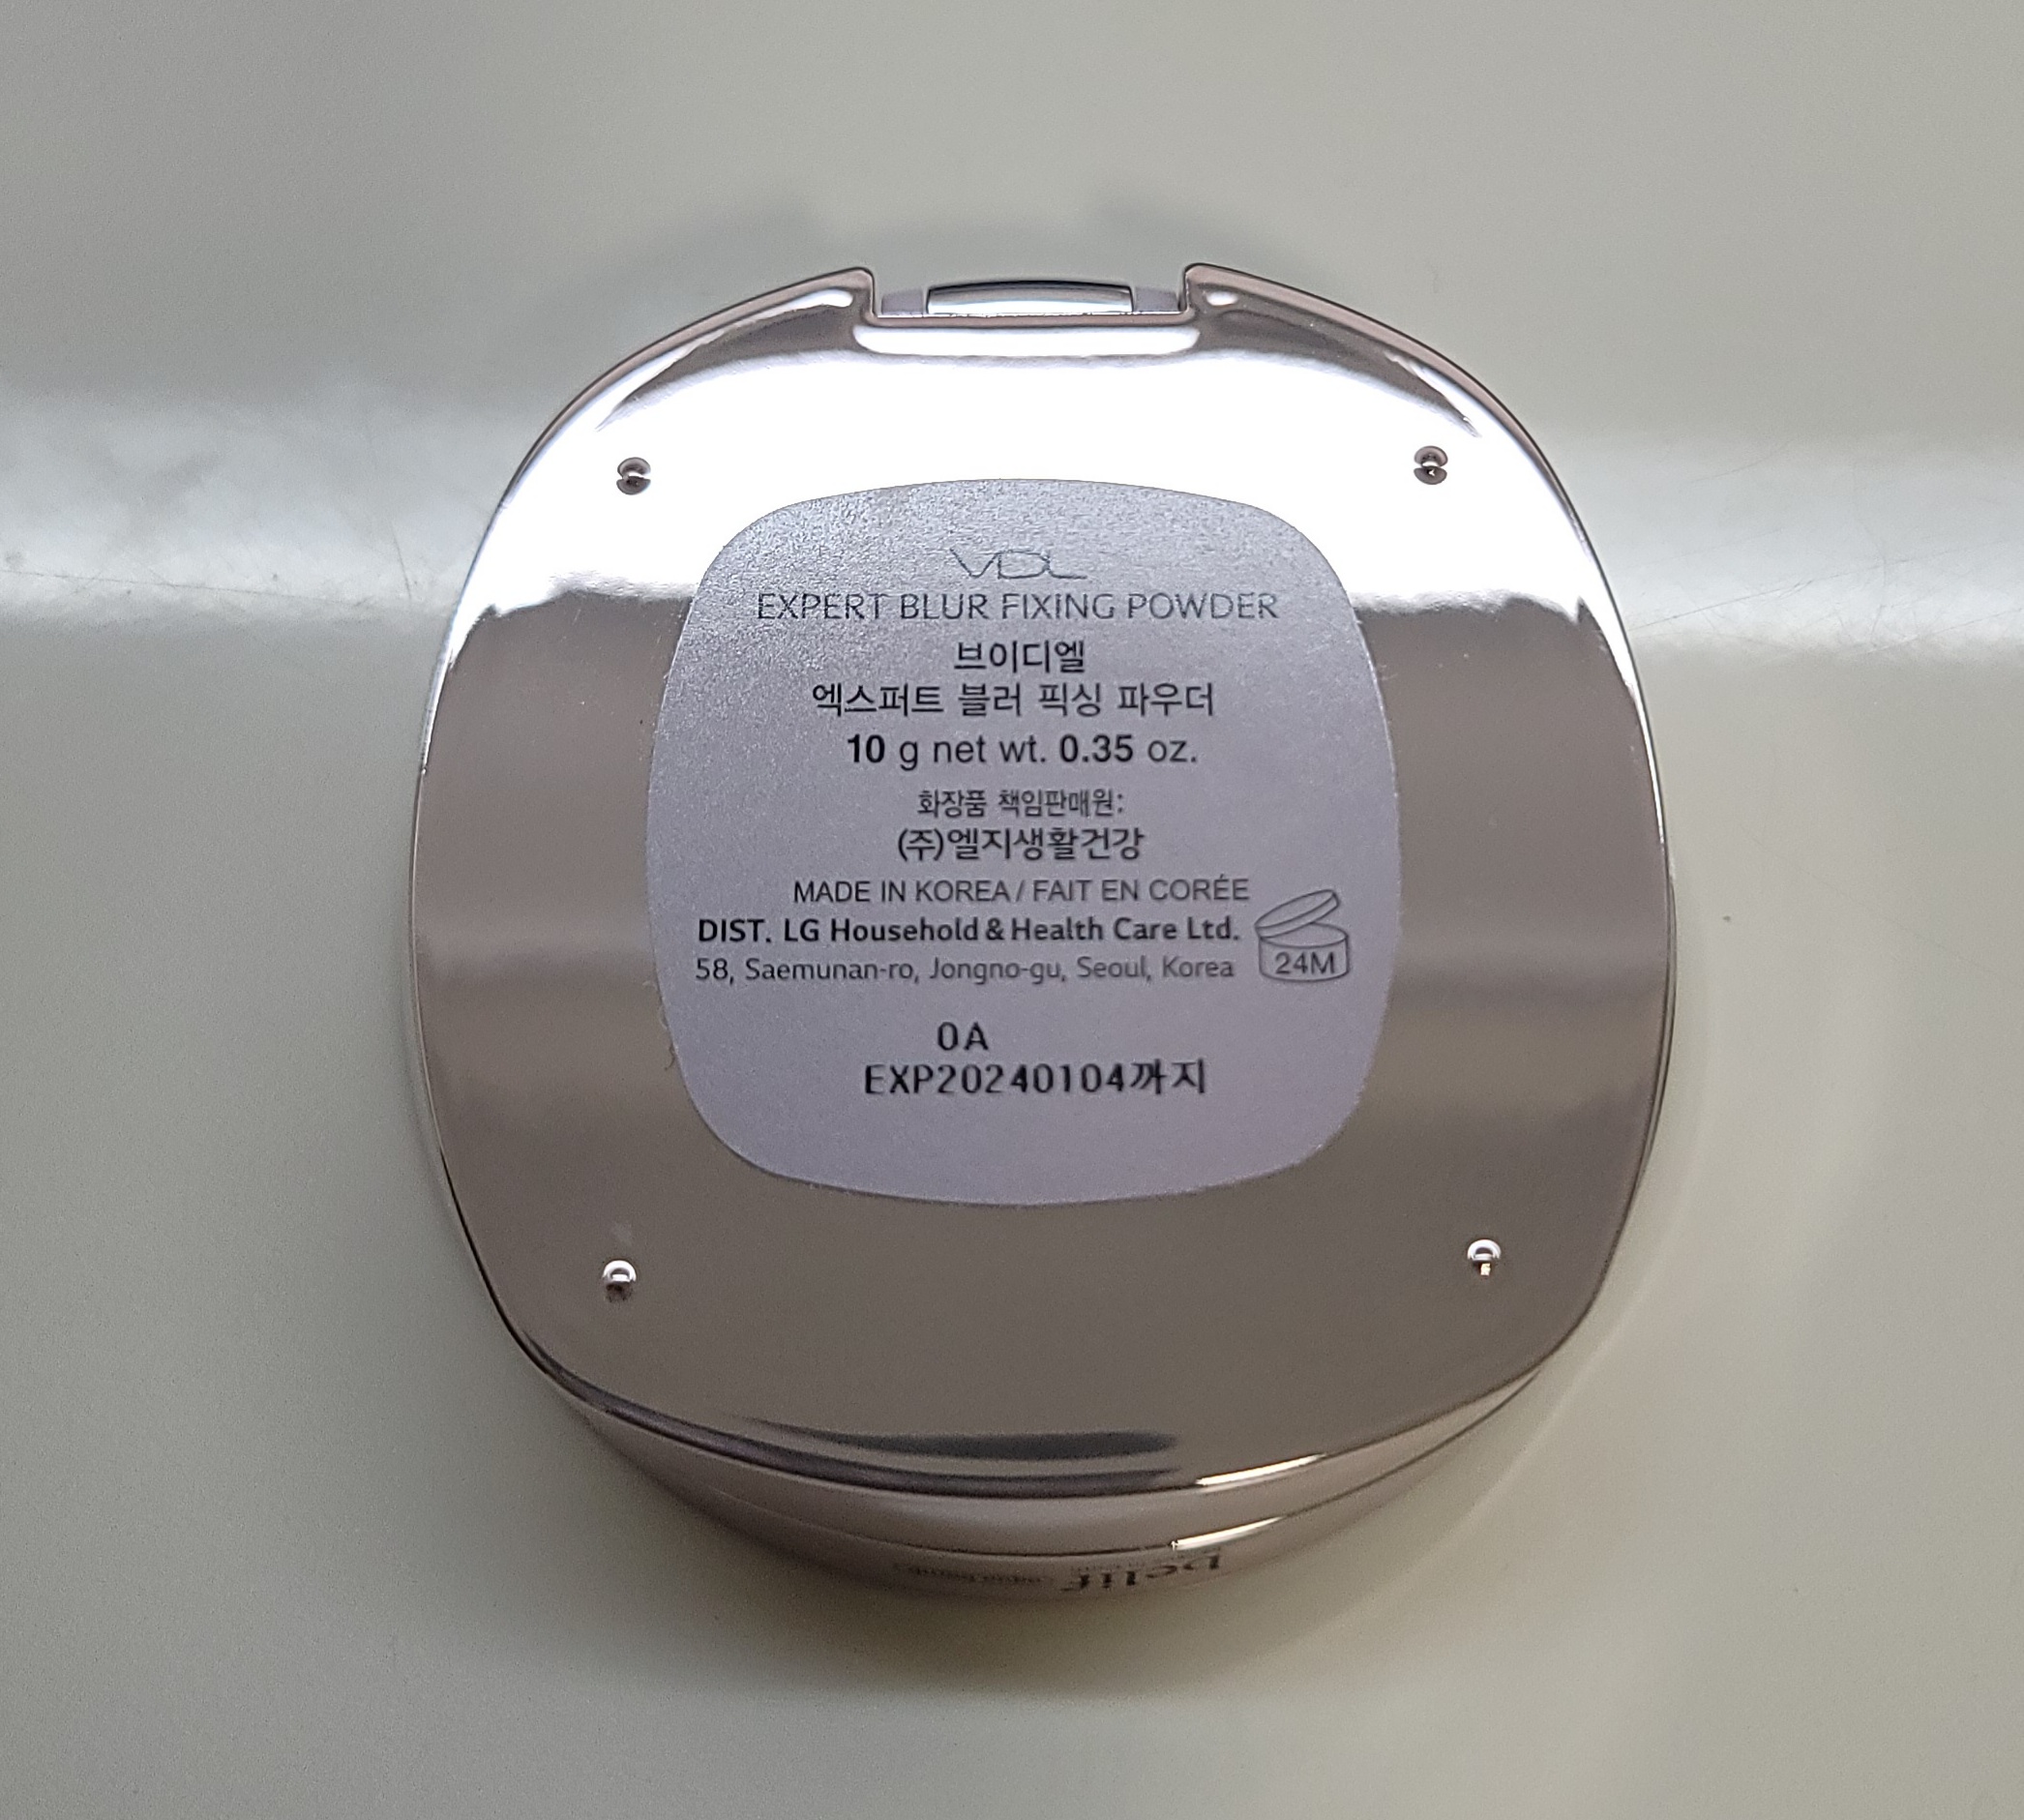 VDL
EXPERT BLUR FIXING POWDER
브이디엘
엑스퍼트 블러 픽싱 파우더
10 g net wt. 0.35 oz.
화장품 책임판매원:
(주)엘지생활건강
MADE IN KOREA / FAIT EN CORÉE
DIST. LG Household & Health Care Ltd.
58, Saemunan-ro, Jongno-gu, Seoul, Korea
24M
0A
EXP20240104까지
belif